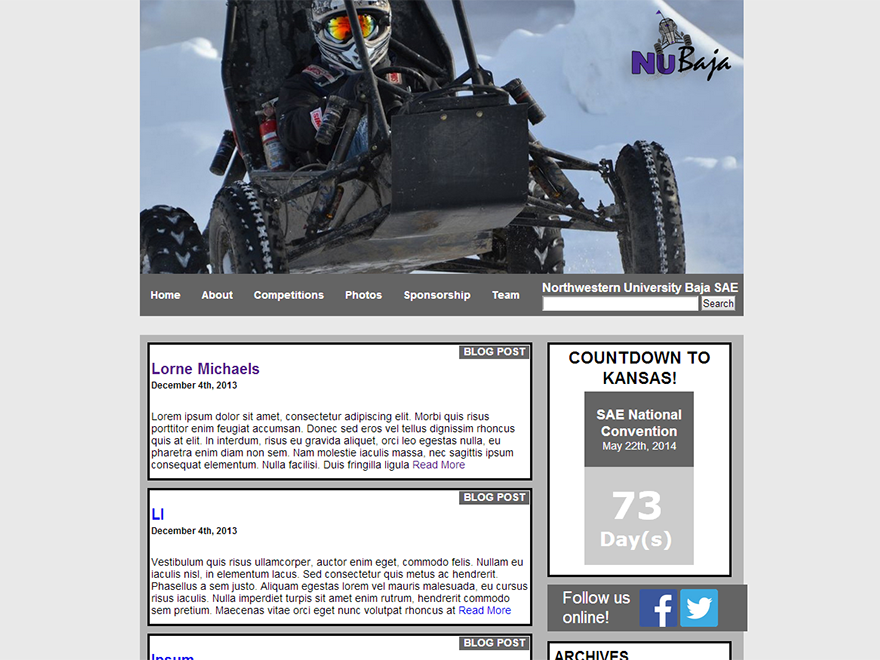 NU Baja
Home About Competitions Photos Sponsorship Team
Northwestern University Baja SAE
Search
BLOG POST
Lorne Michaels
December 4th, 2013
Lorem ipsum dolor sit amet, consectetur adipiscing elit. Morbi quis risus
porttitor enim feugiat accumsan. Donec sed eros vel tellus dignissim rhoncus
quis at elit. In interdum, risus eu gravida aliquet, orci leo egestas nulla, eu
pharetra enim diam non sem. Nam molestie iaculis massa, nec sagittis ipsum
consequat elementum. Nulla facilisi. Duis fringilla ligula Read More
BLOG POST
LI
December 4th, 2013
Vestibulum quis risus ullamcorper, auctor enim eget, commodo felis. Nullam eu
iaculis nisl, in elementum lacus. Sed consectetur quis metus ac hendrerit.
Phasellus a sem justo. Aliquam egestas lorem vel mauris malesuada, eu cursus
risus iaculis. Nulla imperdiet turpis sit amet enim rutrum, hendrerit commodo
sem pretium. Maecenas vitae orci eget nunc volutpat rhoncus at Read More
BLOG POST
Ipsum
COUNTDOWN TO
KANSAS!
SAE National
Convention
May 22th, 2014
73
Day(s)
Follow us
online!
ARCHIVES